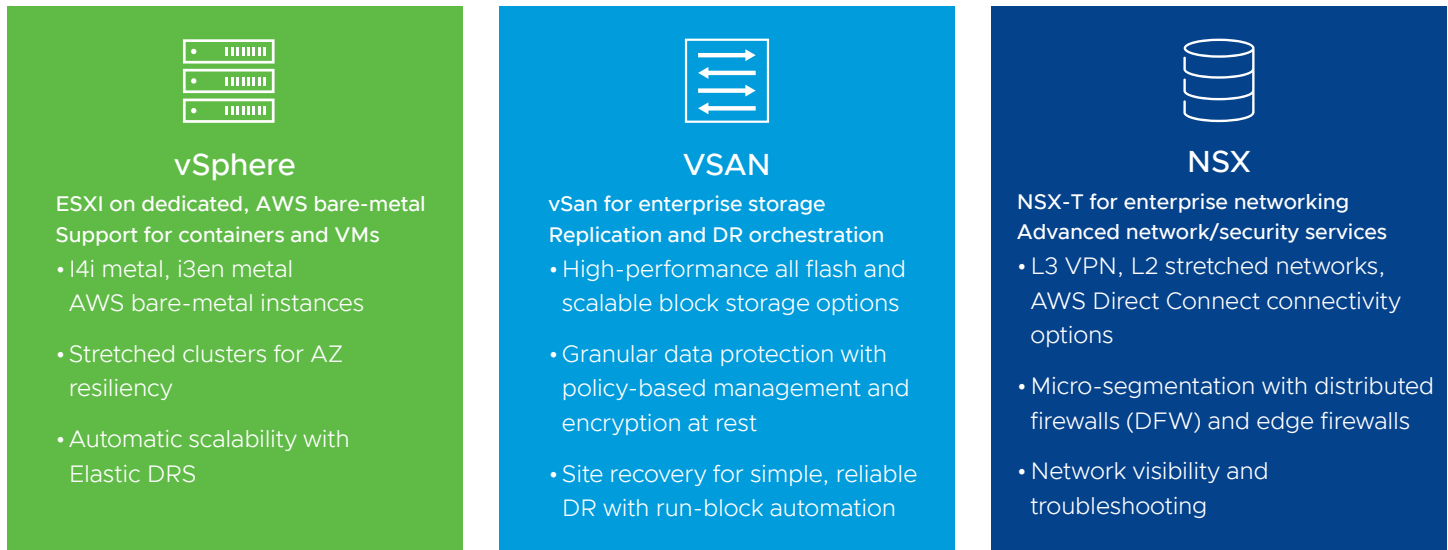 vSphere
ESXI on dedicated, AWS bare-metal
Support for containers and VMs
• I4i metal, i3en metal
AWS bare-metal instances
• Stretched clusters for AZ
resiliency
• Automatic scalability with
Elastic DRS
VSAN
vSan for enterprise storage
Replication and DR orchestration
• High-performance all flash and
scalable block storage options
• Granular data protection with
policy-based management and
encryption at rest
• Site recovery for simple, reliable
DR with run-block automation
NSX
NSX-T for enterprise networking
Advanced network/security services
• L3 VPN, L2 stretched networks,
AWS Direct Connect connectivity
options
• Micro-segmentation with distributed
firewalls (DFW) and edge firewalls
• Network visibility and
troubleshooting